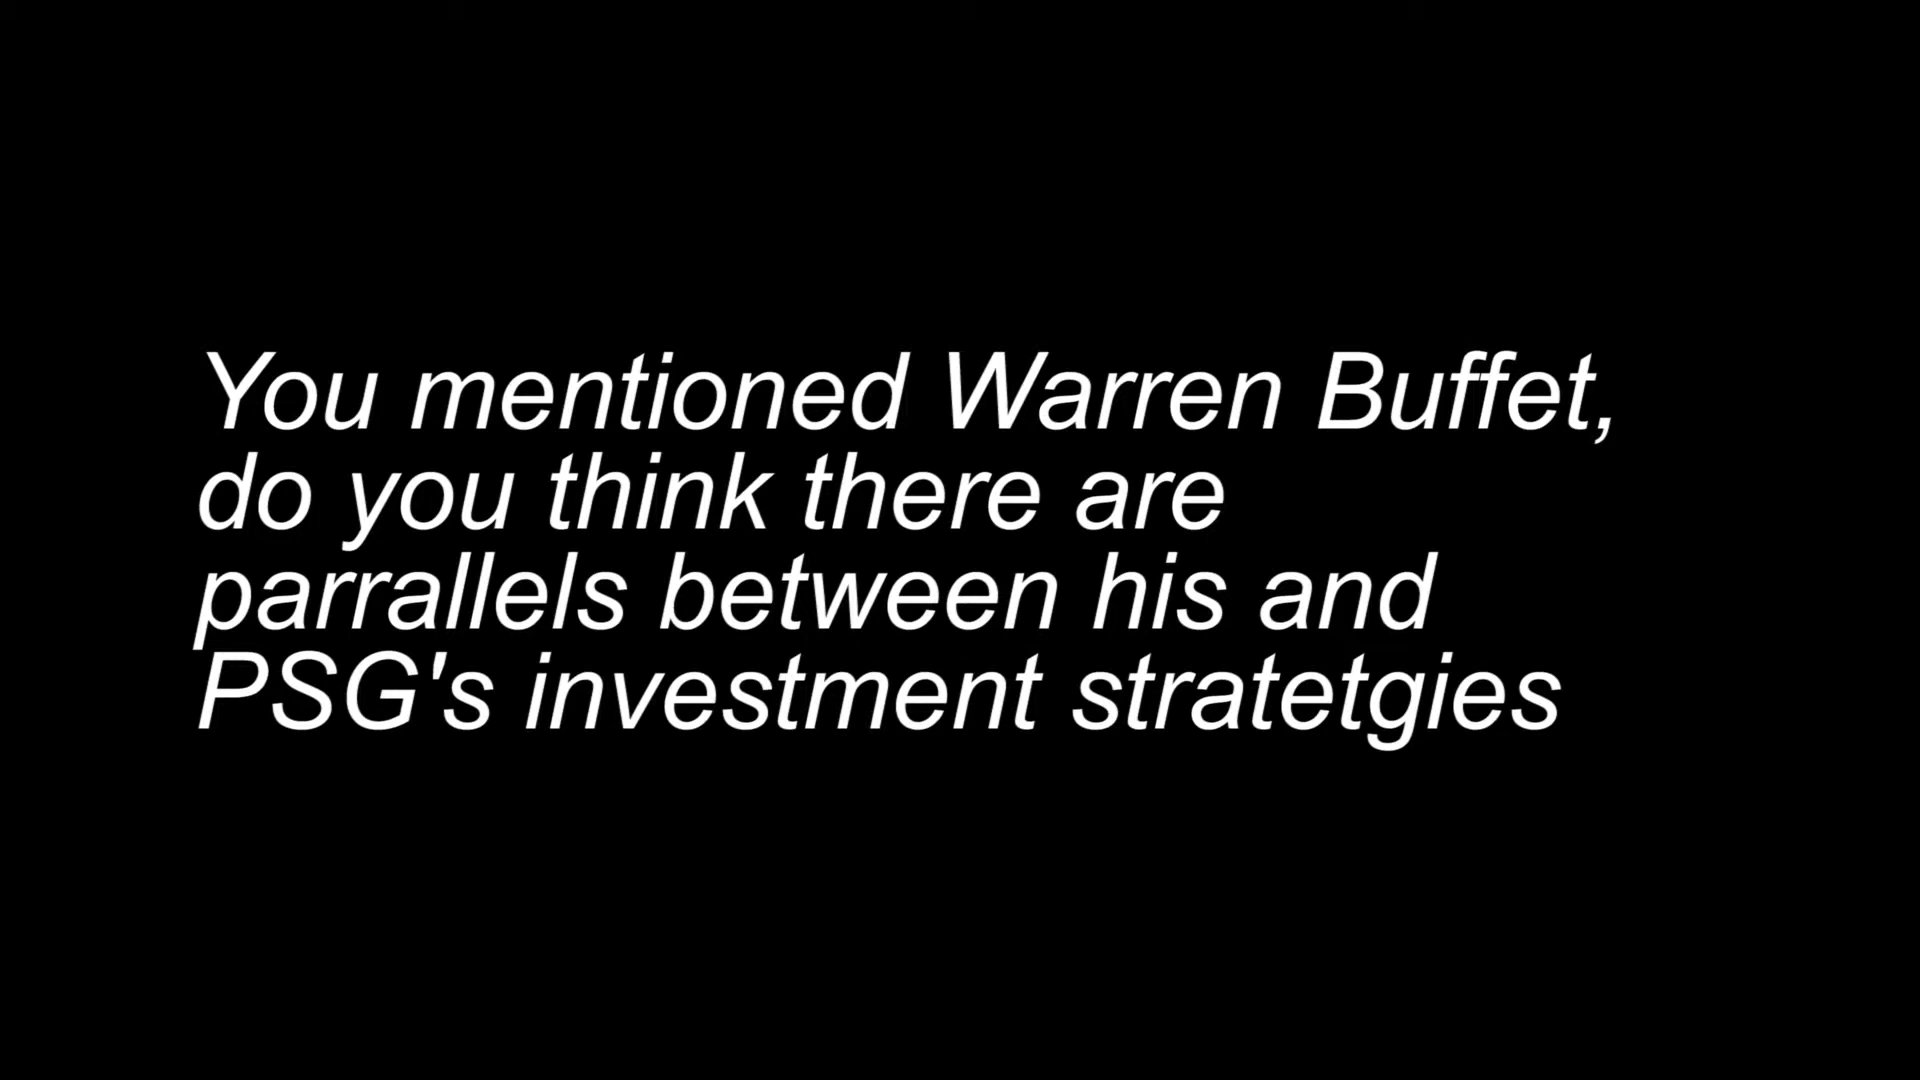 You mentioned Warren Buffet,
do you think there are
parrallels between his and
PSG's investment stratetgies